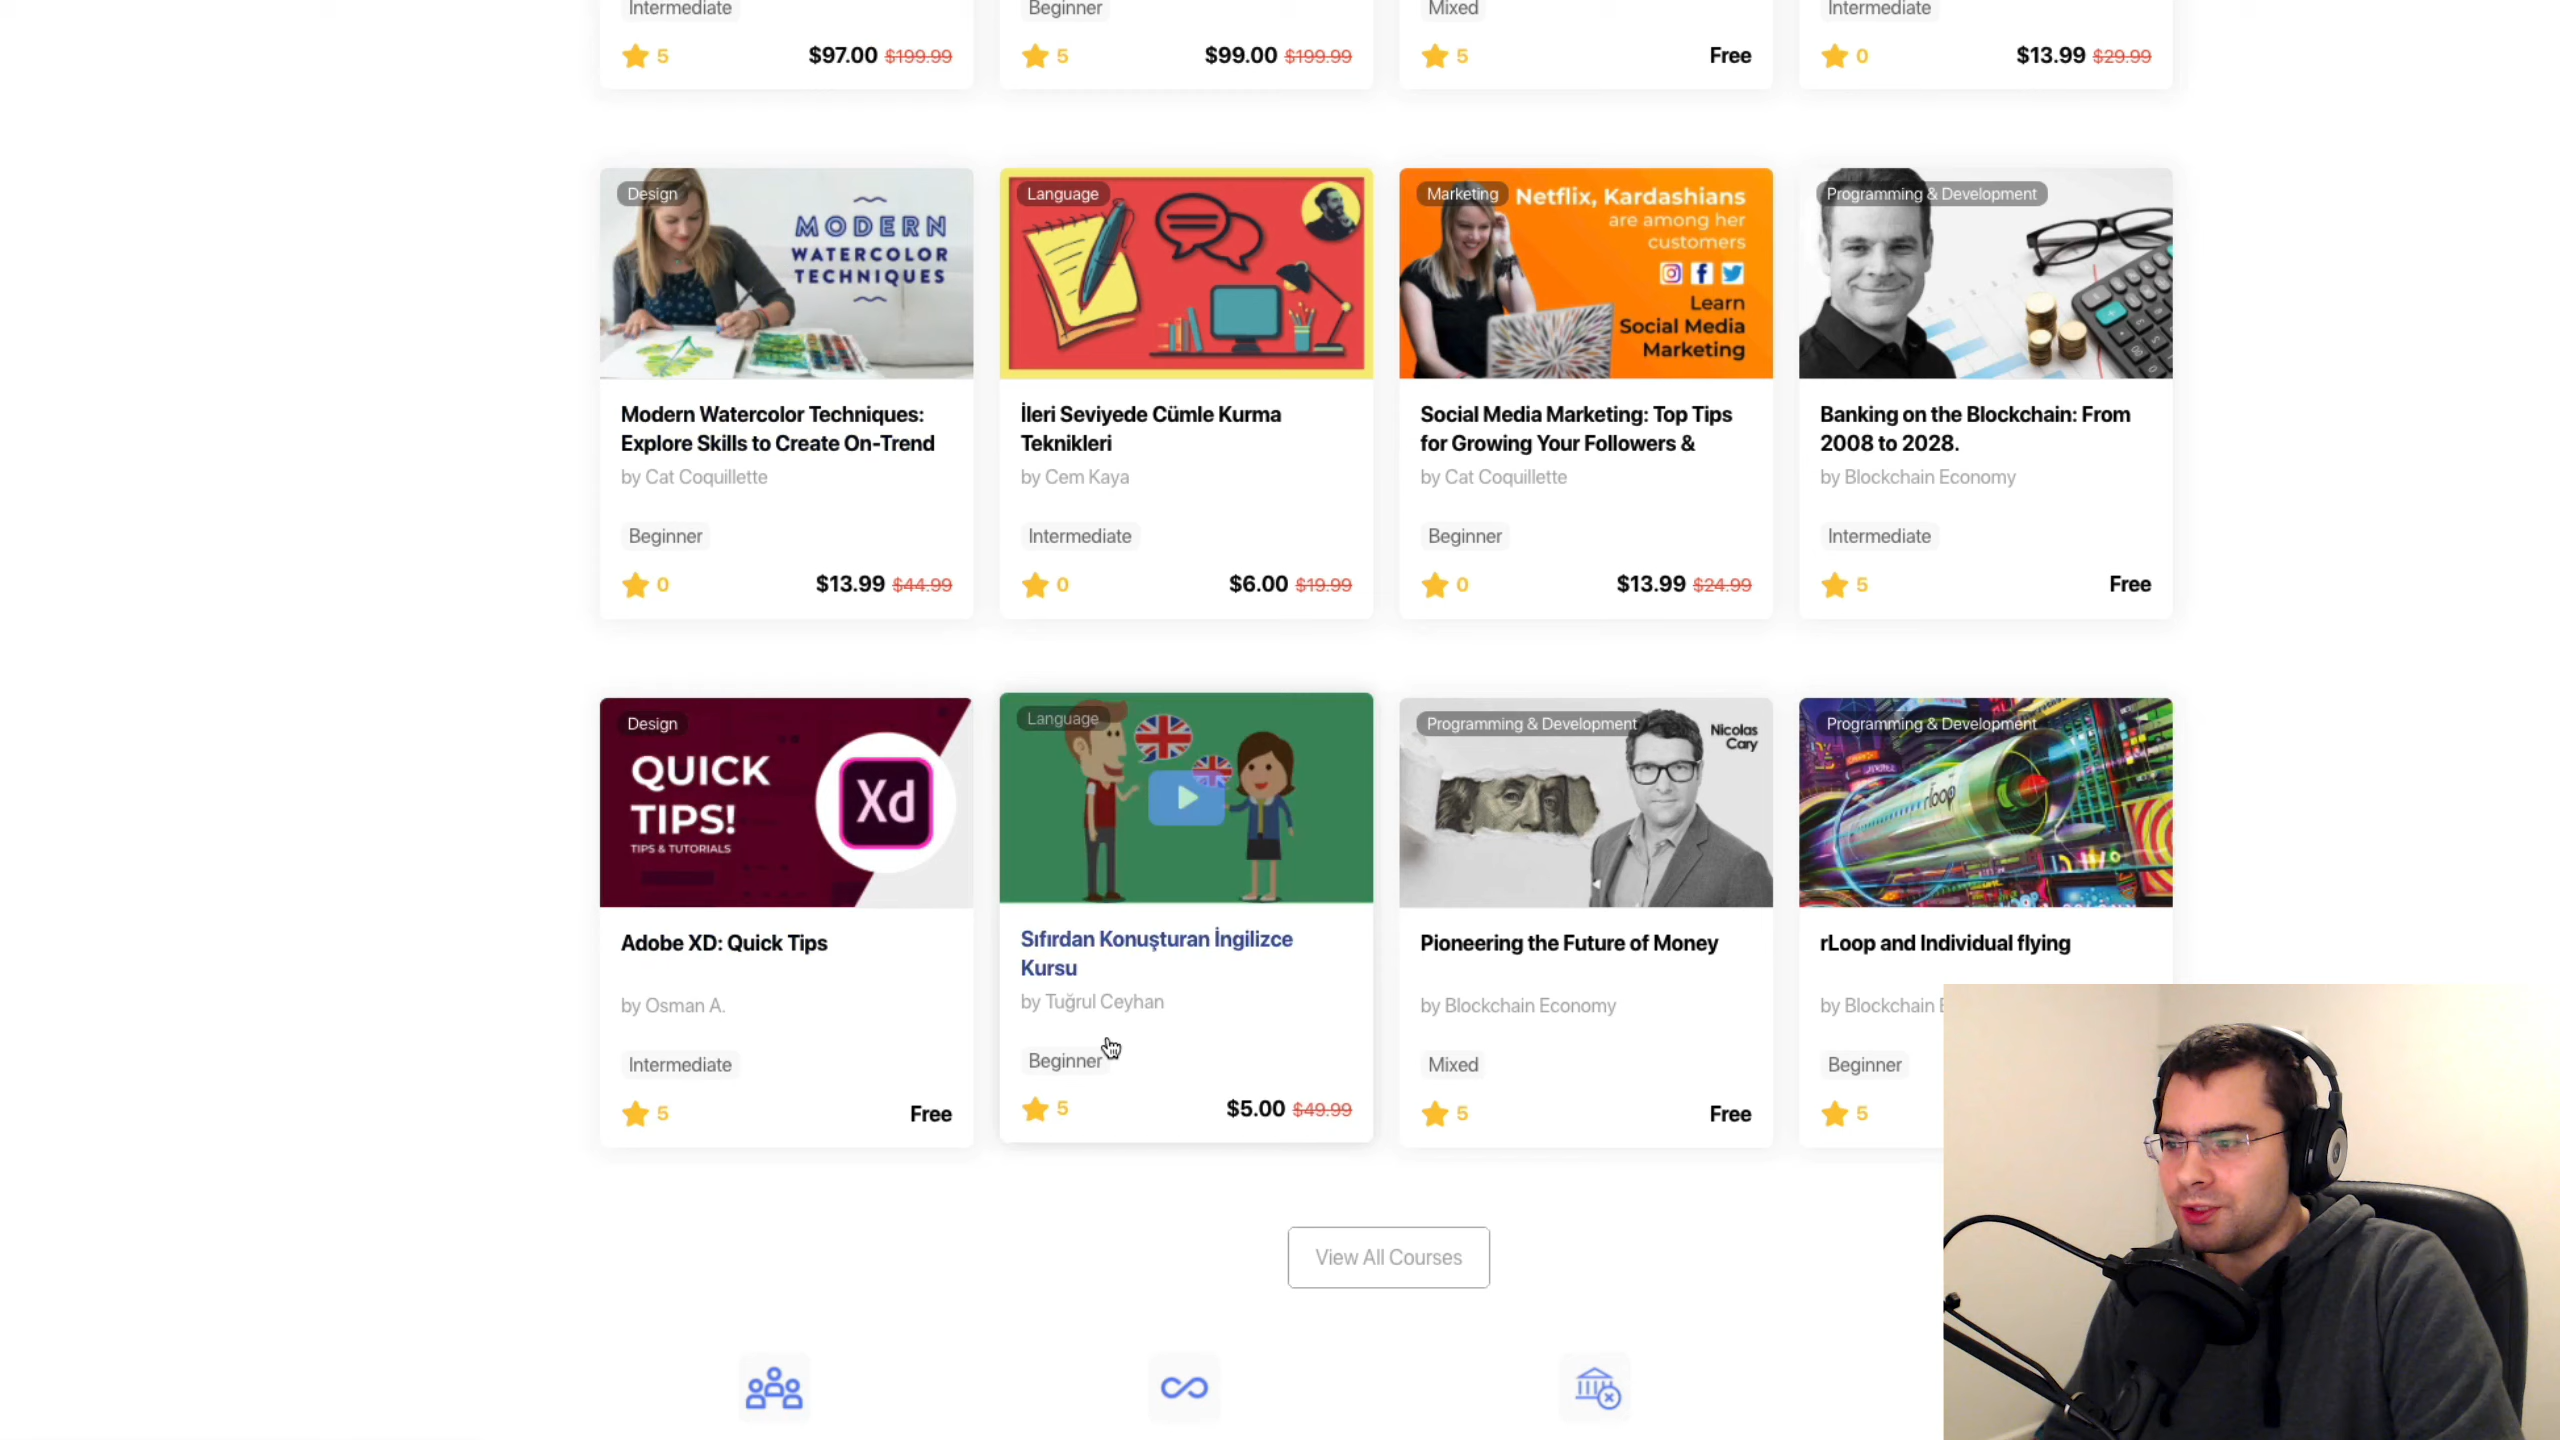 Intermediate
Beginner
Mixed
Intermediate
5 $97.00 $199.99
5 $99.00 $199.99
5 Free
0 $13.99 $29.99
Design
MODERN
WATERCOLOR
TECHNIQUES
Language
Marketing
Netflix, Kardashians
are among her
customers
Learn
Social Media
Marketing
Programming & Development
Modern Watercolor Techniques:
Explore Skills to Create On-Trend
by Cat Coquillette
Beginner
0 $13.99 $44.99
İleri Seviyede Cümle Kurma
Teknikleri
by Cem Kaya
Intermediate
0 $6.00 $19.99
Social Media Marketing: Top Tips
for Growing Your Followers &
by Cat Coquillette
Beginner
0 $13.99 $24.99
Banking on the Blockchain: From
2008 to 2028.
by Blockchain Economy
Intermediate
5 Free
Design
QUICK
TIPS!
TIPS & TUTORIALS
Xd
Language
Programming & Development
Nicolas
Cary
Programming & Development
rloop
Adobe XD: Quick Tips
by Osman A.
Intermediate
5 Free
Sıfırdan Konuşturan İngilizce
Kursu
by Tuğrul Ceyhan
Beginner
5 $5.00 $49.99
Pioneering the Future of Money
by Blockchain Economy
Mixed
5 Free
rLoop and Individual flying
by Blockchain
Beginner
5
View All Courses